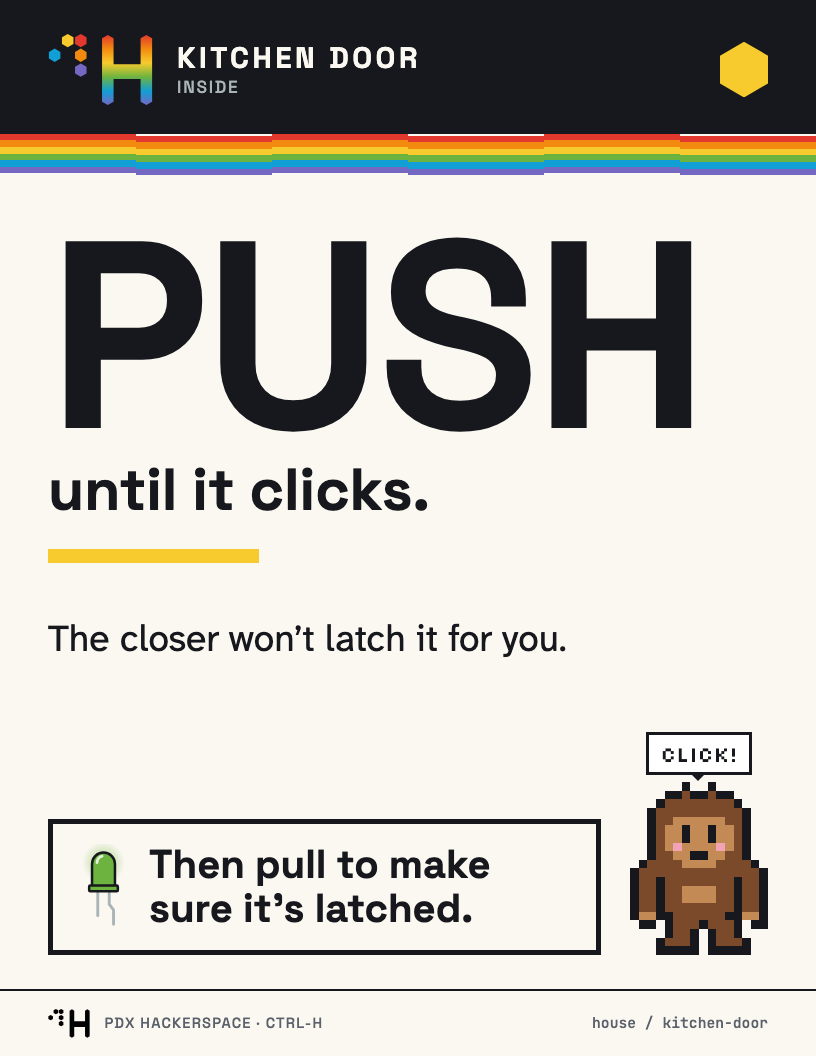 KITCHEN DOOR
INSIDE
PUSH
until it clicks.
The closer won’t latch it for you.
CLICK!
Then pull to make
sure it’s latched.
PDX HACKERSPACE · CTRL-H
house / kitchen-door